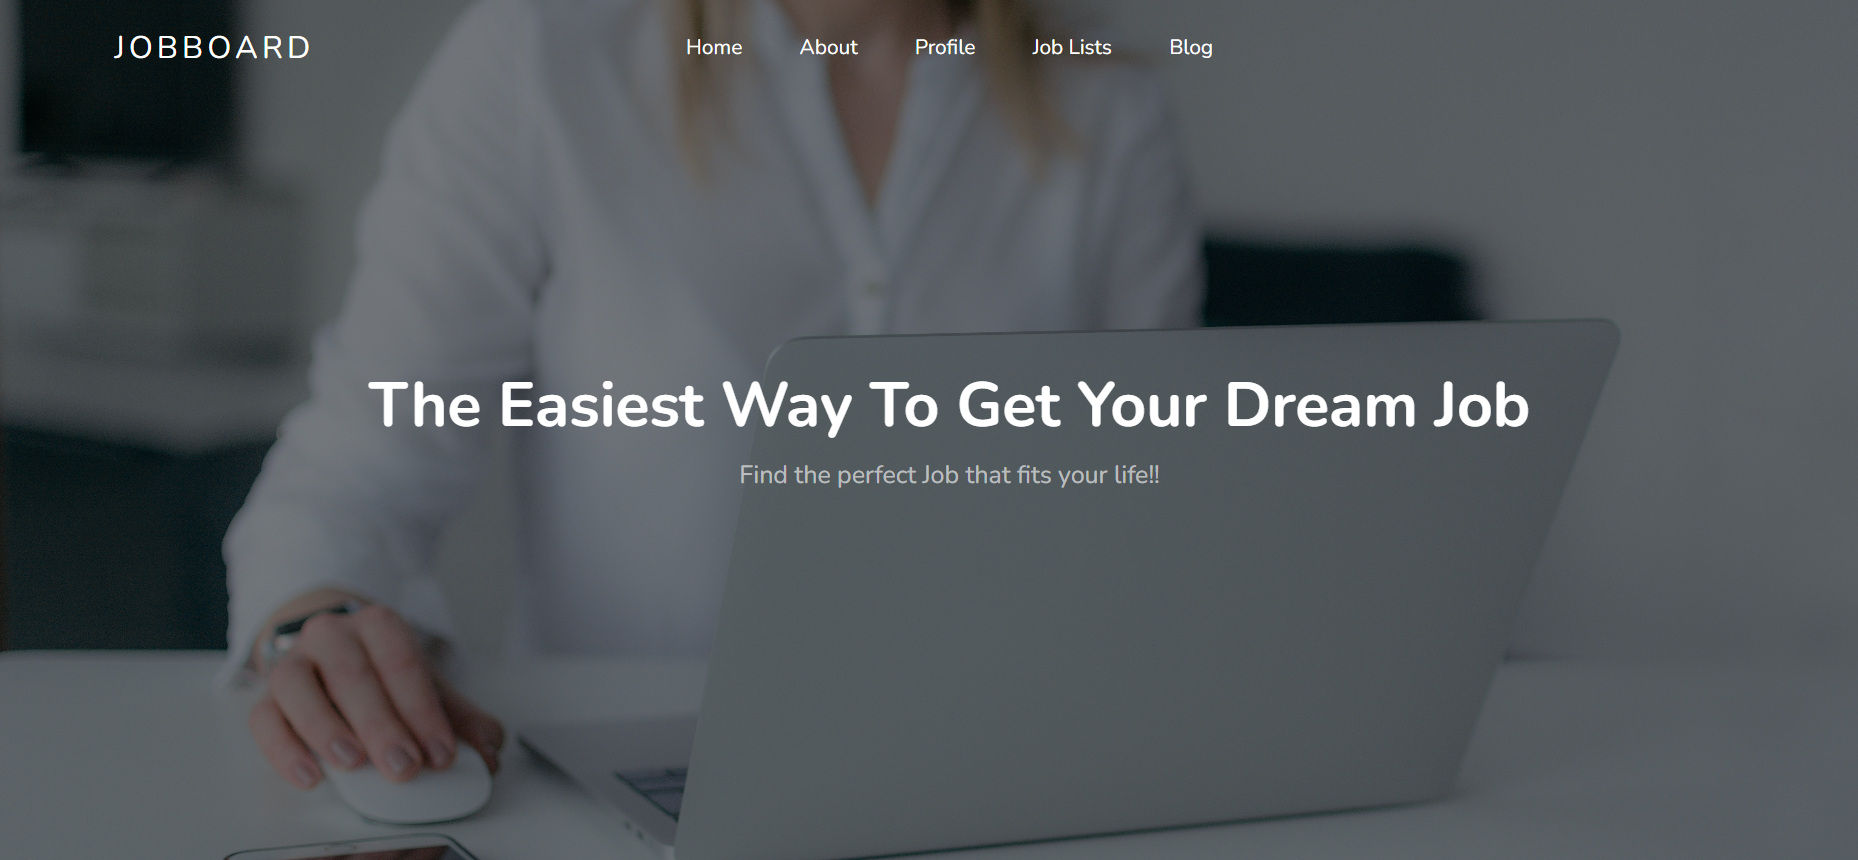 JOBBOARD
Home About Profile Job Lists Blog
The Easiest Way To Get Your Dream Job
Find the perfect Job that fits your life!!